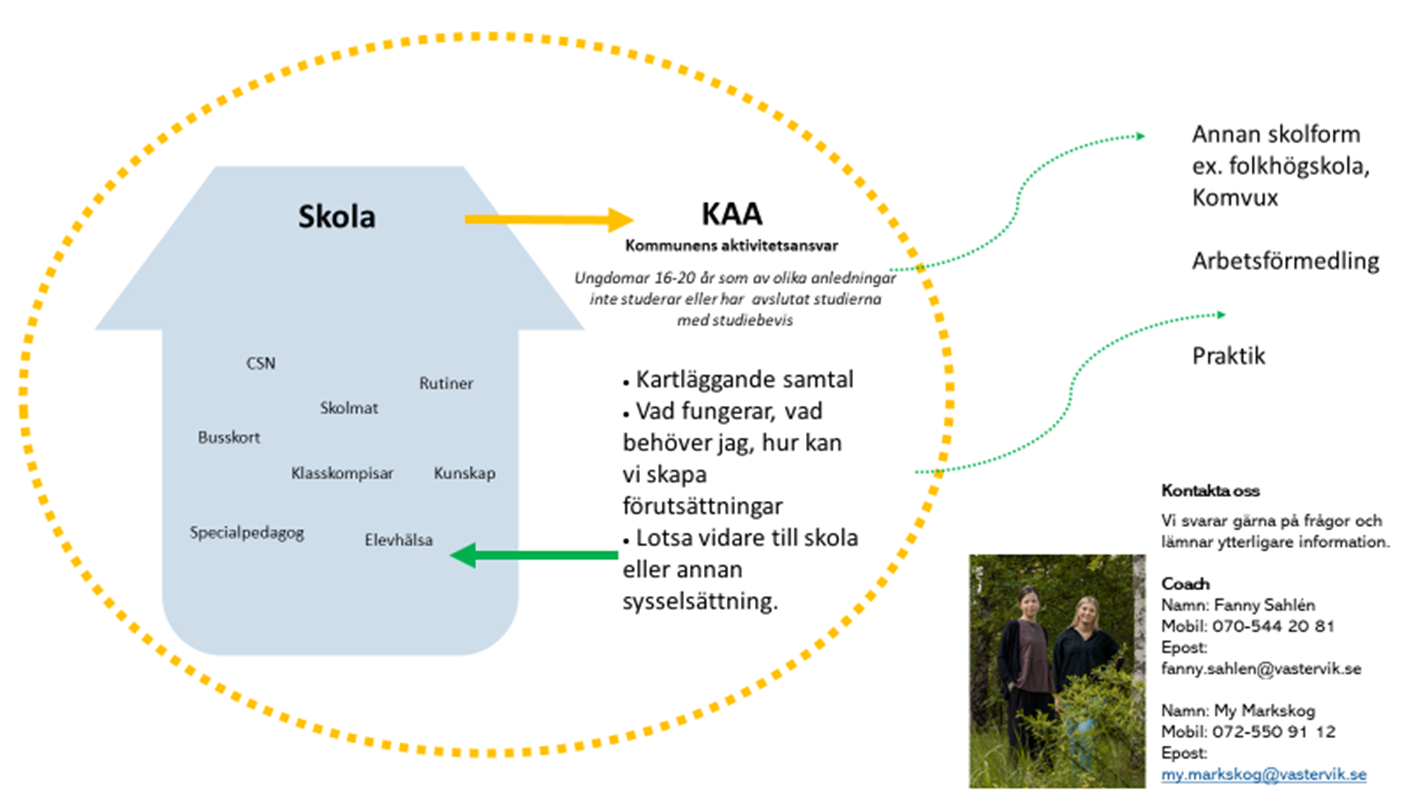 Skola
CSN
Rutiner
Skolmat
Busskort
Klasskompisar
Kunskap
Specialpedagog
Elevhälsa
KAA
Kommunens aktivitetsansvar
Ungdomar 16-20 år som av olika anledningar
inte studerar eller har avslutat studierna
med studiebevis
• Kartläggande samtal
• Vad fungerar, vad
behöver jag, hur kan
vi skapa
förutsättningar
• Lotsa vidare till skola
eller annan
sysselsättning.
Annan skolform
ex. folkhögskola,
Komvux
Arbetsförmedling
Praktik
Kontakta oss
Vi svarar gärna på frågor och
lämnar ytterligare information.
Coach
Namn: Fanny Sahlén
Mobil: 070-544 20 81
Epost:
fanny.sahlen@vastervik.se
Namn: My Markskog
Mobil: 072-550 91 12
Epost:
my.markskog@vastervik.se